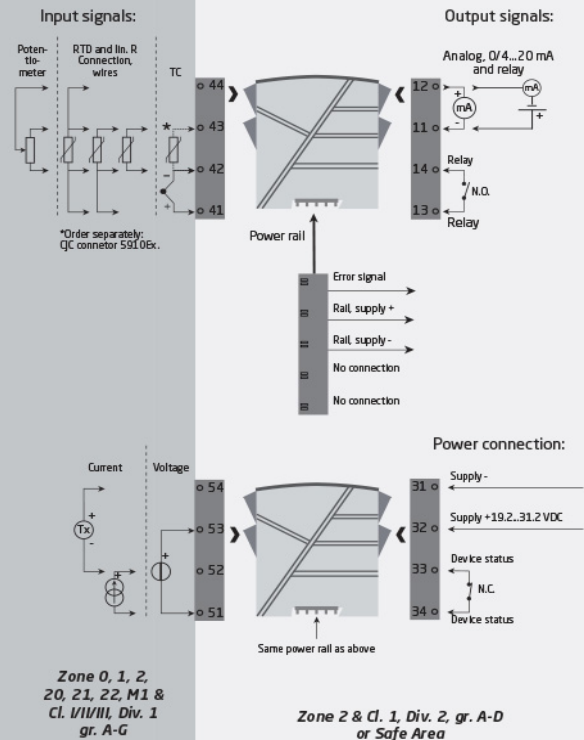 Input signals:
Output signals:
Poten-
tio-
meter
RTD and lin. R
Connection,
wires
TC
Analog, 0/4...20 mA
and relay
44
43
42
41
*
-
+
12
11
14
13
+
mA
-
mA
+
Relay
N.O.
Relay
*Order separately:
CJC connetor 5910Ex.
Power rail
Error signal
Rail, supply +
Rail, supply -
No connection
No connection
Power connection:
Current
Voltage
54
53
52
51
+
Tx
-
+
+
31
32
33
34
Supply -
Supply +19.2...31.2 VDC
Device status
N.C.
Device status
Same power rail as above
Zone 0, 1, 2,
20, 21, 22, M1 &
Cl. I/II/III, Div. 1
gr. A-G
Zone 2 & Cl. 1, Div. 2, gr. A-D
or Safe Area